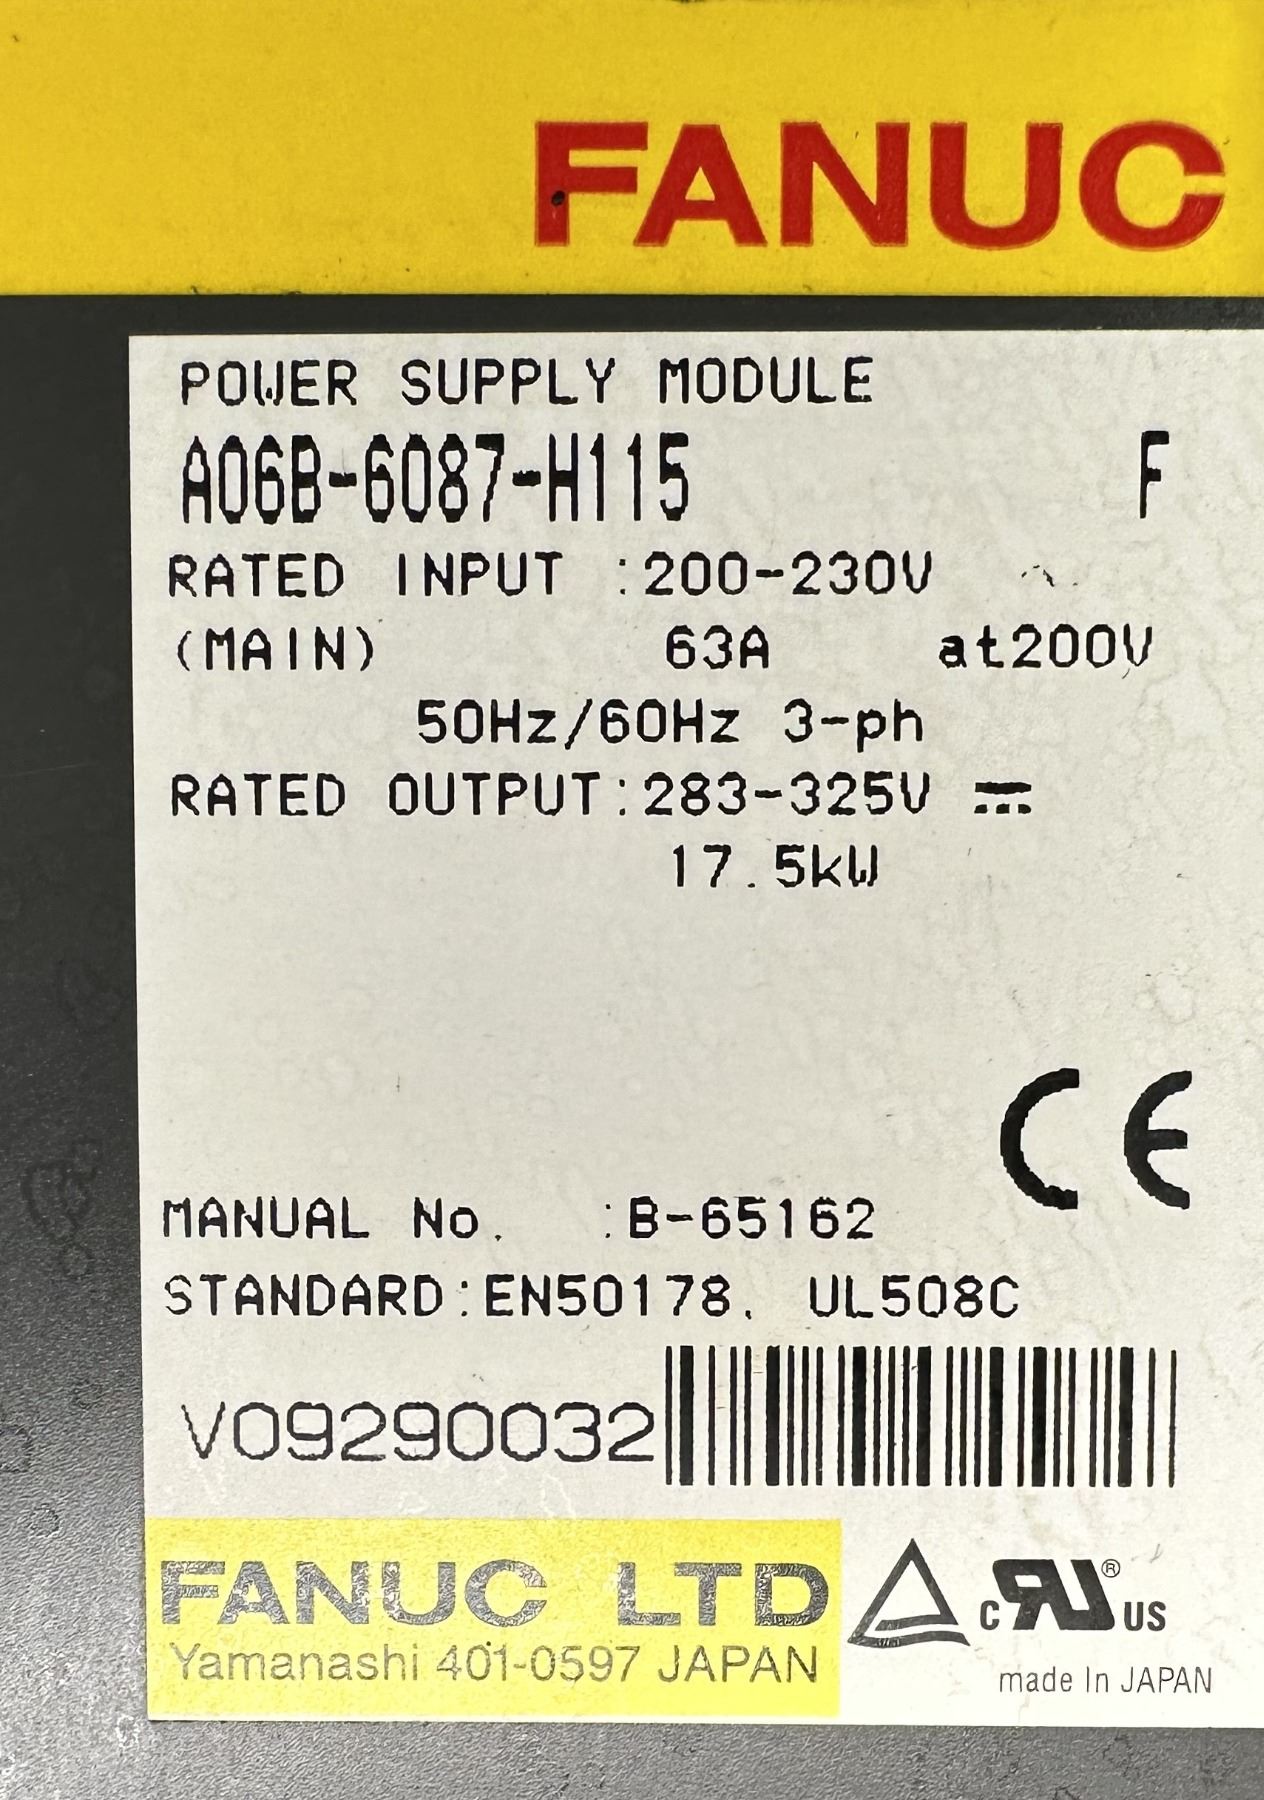 FANUC
POWER SUPPLY MODULE
A06B-6087-H115 F
RATED INPUT :200-230V
(MAIN) 63A at200V
50Hz/60Hz 3-ph
RATED OUTPUT:283-325V ⎓
17.5kW
CE
MANUAL No. :B-65162
STANDARD:EN50178, UL508C
V09290032
FANUC LTD
Yamanashi 401-0597 JAPAN
c RU® US
made In JAPAN